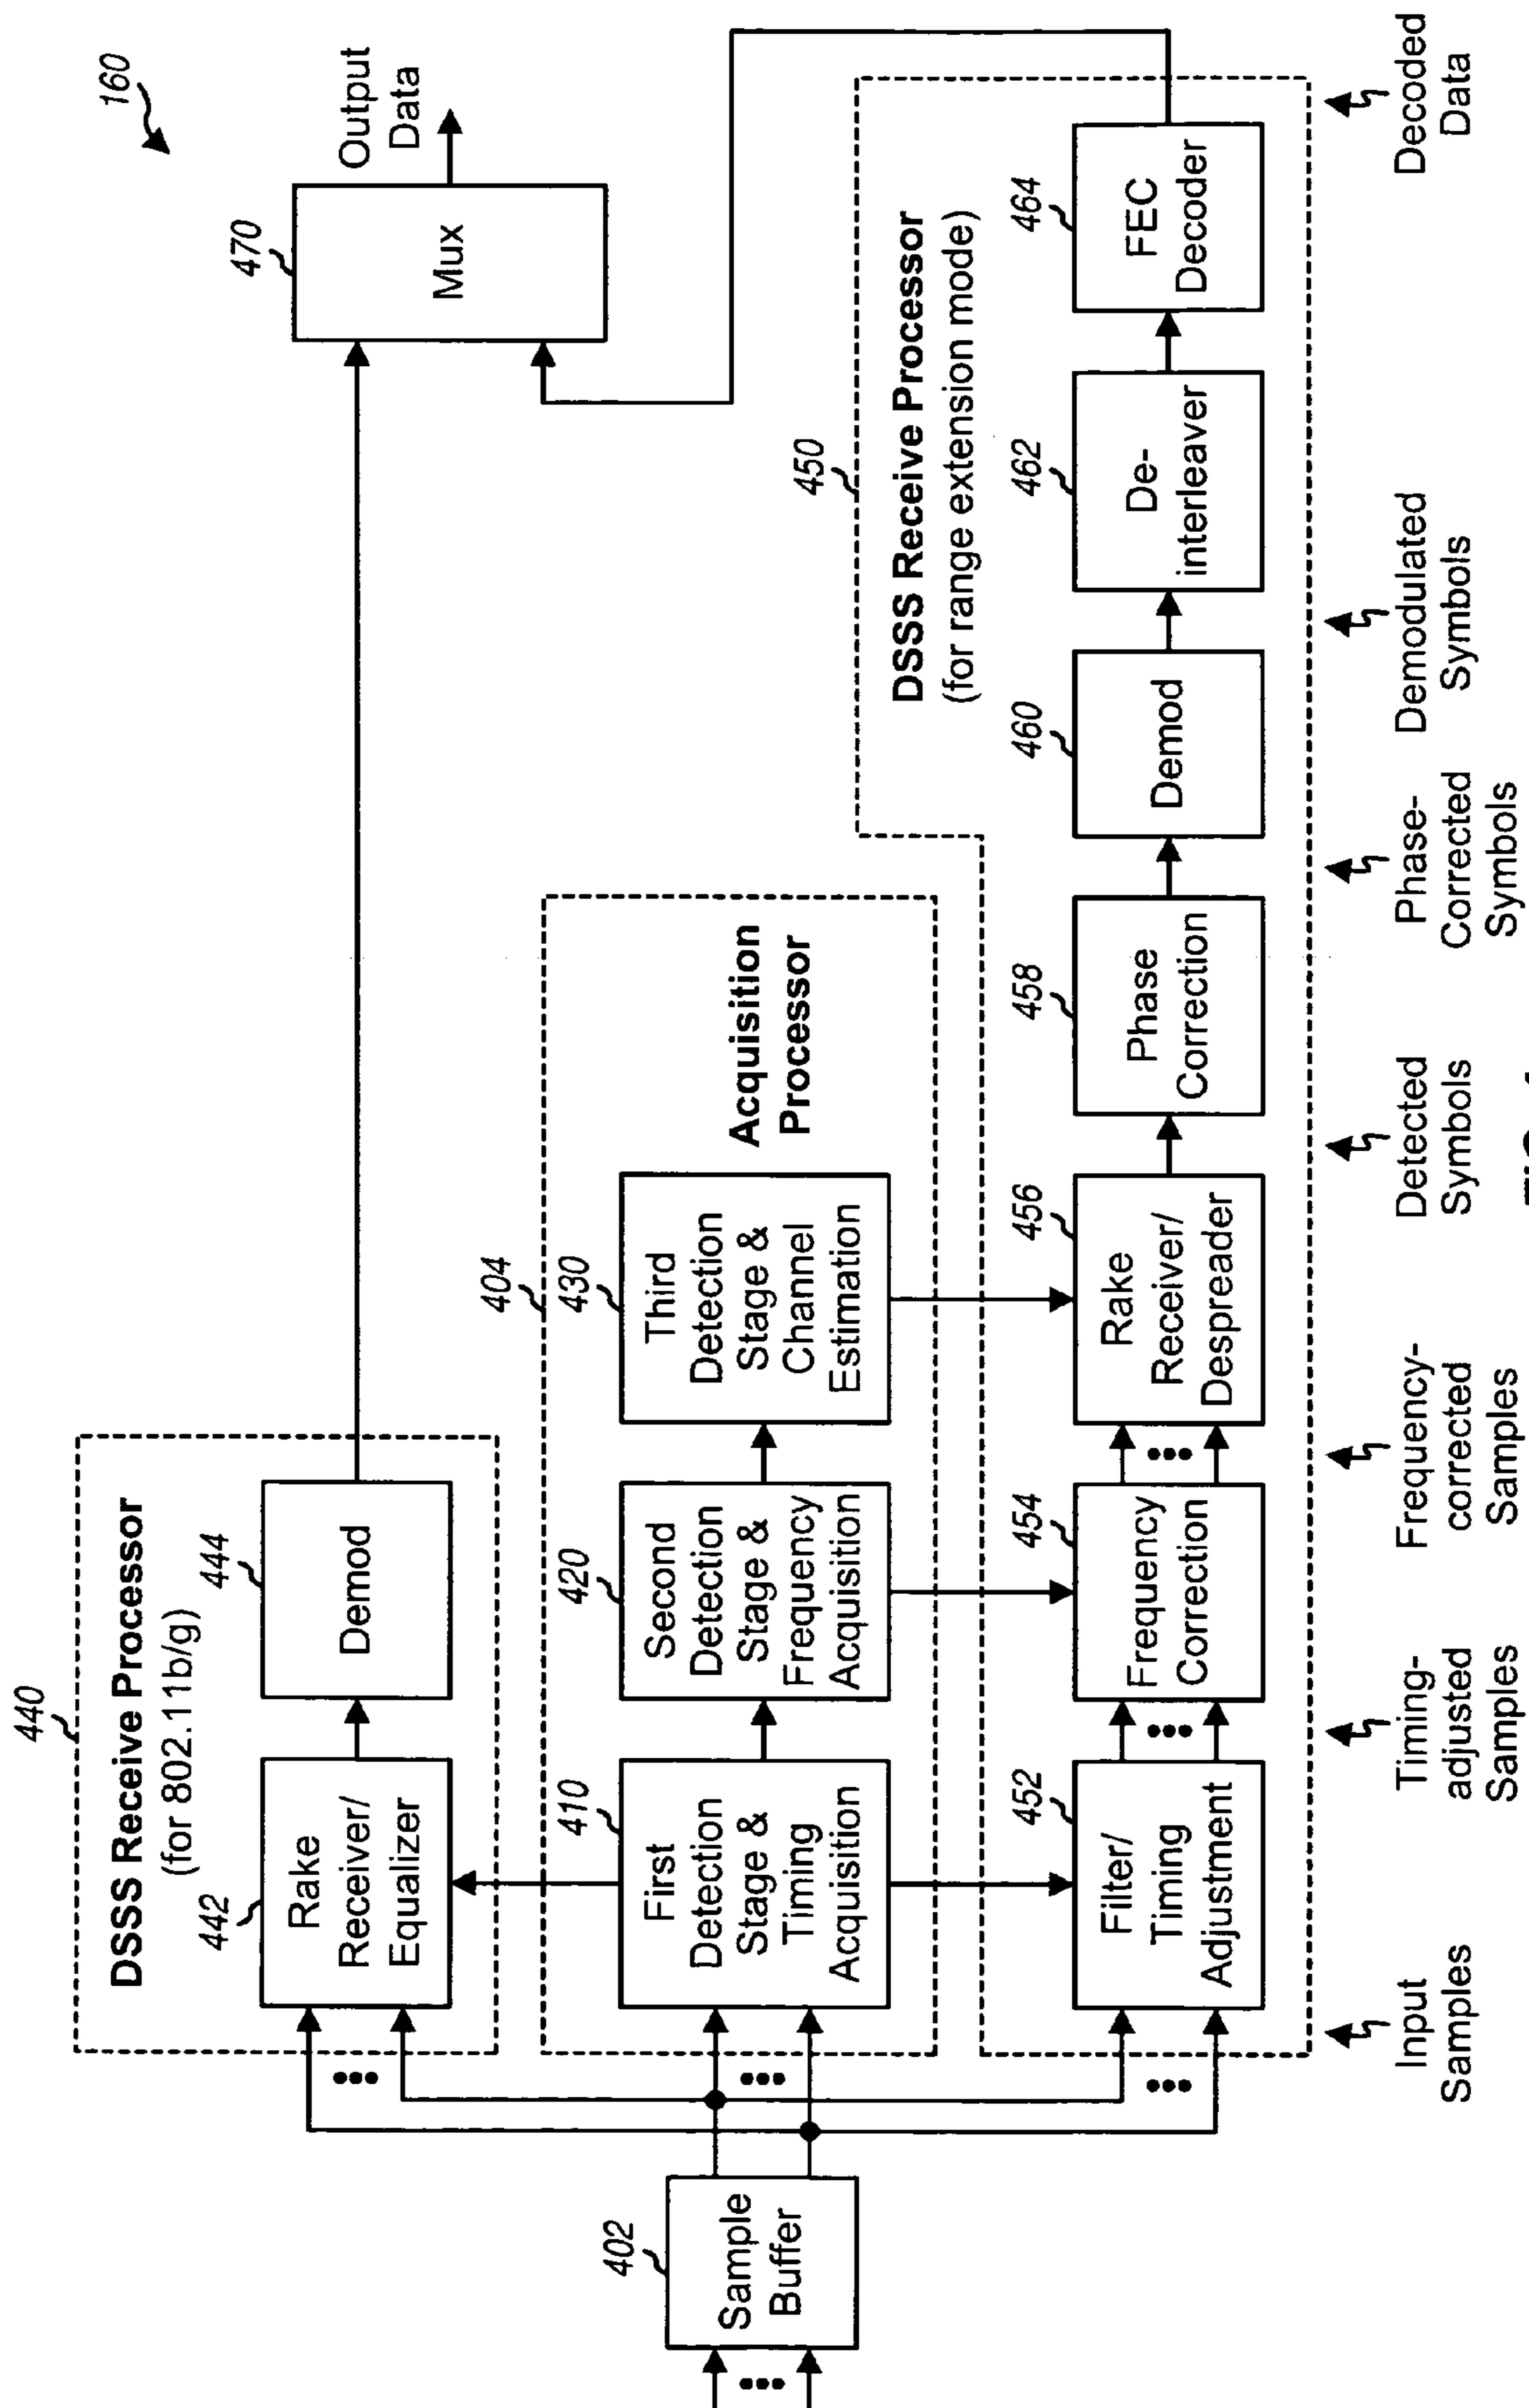 160
440
DSSS Receive Processor
(for 802.11b/g)
442
Rake
Receiver/
Equalizer
444
Demod
470
Mux
Output
Data
402
Sample
Buffer
404
410
First
Detection
Stage &
Timing
Acquisition
420
Second
Detection
Stage &
Frequency
Acquisition
430
Third
Detection
Stage &
Channel
Estimation
Acquisition
Processor
450
DSSS Receive Processor
(for range extension mode)
452
Filter/
Timing
Adjustment
454
Frequency
Correction
456
Rake
Receiver/
Despreader
458
Phase
Correction
460
Demod
462
De-
interleaver
464
FEC
Decoder
Input
Samples
Timing-
adjusted
Samples
Frequency-
corrected
Samples
Detected
Symbols
Phase-
Corrected
Symbols
Demodulated
Symbols
Decoded
Data